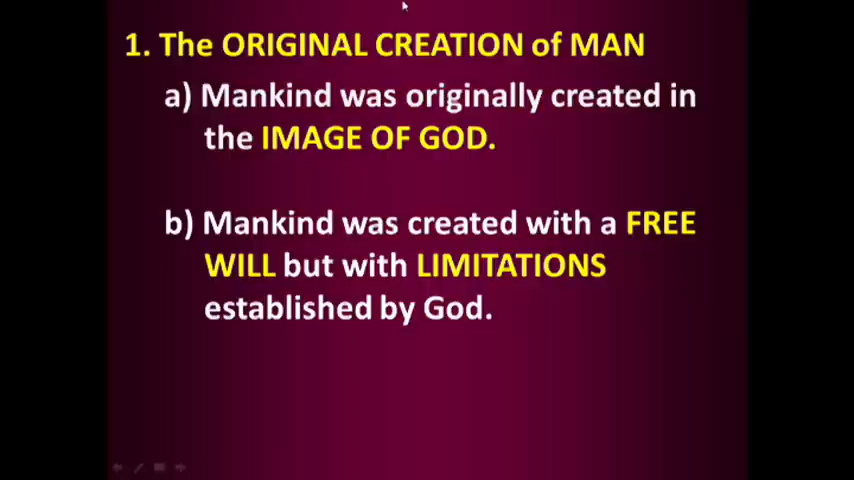 1. The ORIGINAL CREATION of MAN
a) Mankind was originally created in
the IMAGE OF GOD.
b) Mankind was created with a FREE
WILL but with LIMITATIONS
established by God.